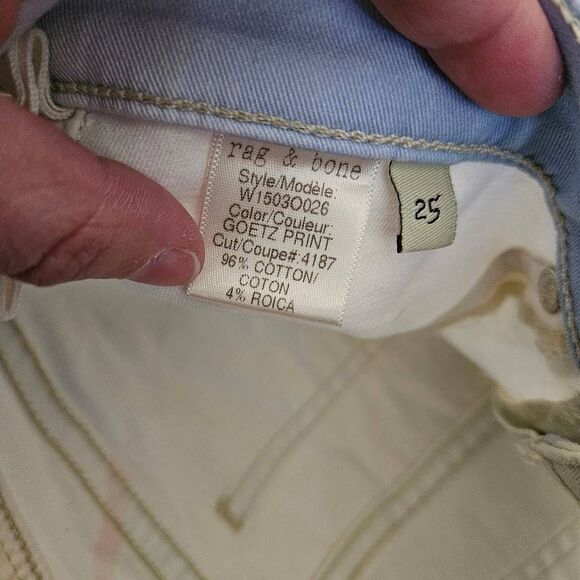 rag & bone
Style/Modèle:
W1503O026
Color/Couleur:
GOETZ PRINT
Cut/Coupe#:4187
96% COTTON/
COTON
4% ROICA
25